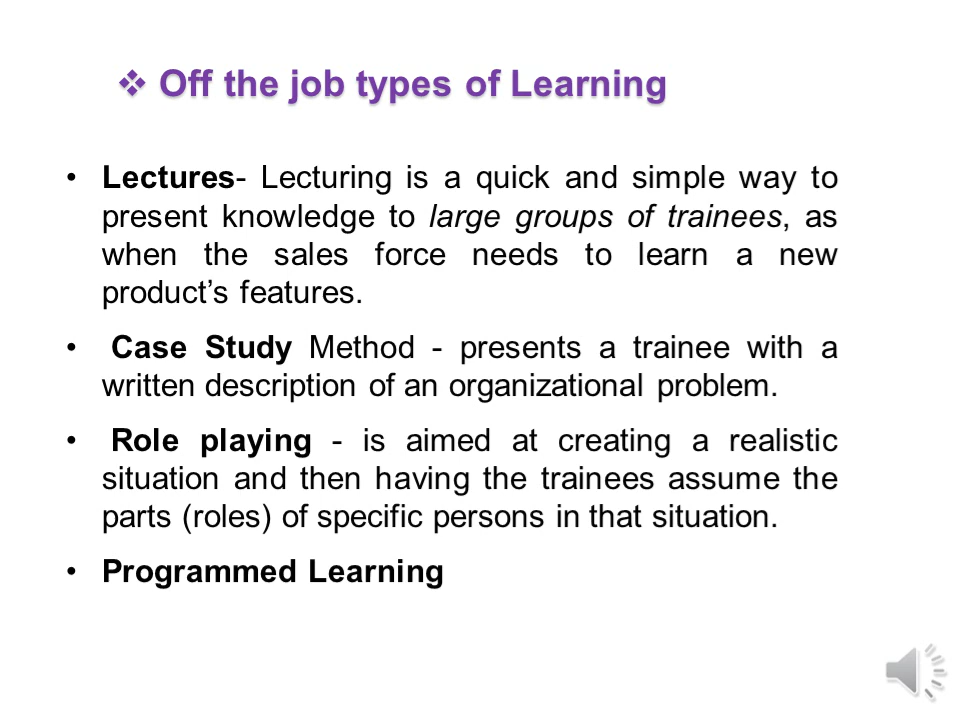 ❖ Off the job types of Learning
• Lectures- Lecturing is a quick and simple way to
present knowledge to large groups of trainees, as
when the sales force needs to learn a new
product’s features.
• Case Study Method - presents a trainee with a
written description of an organizational problem.
• Role playing - is aimed at creating a realistic
situation and then having the trainees assume the
parts (roles) of specific persons in that situation.
• Programmed Learning